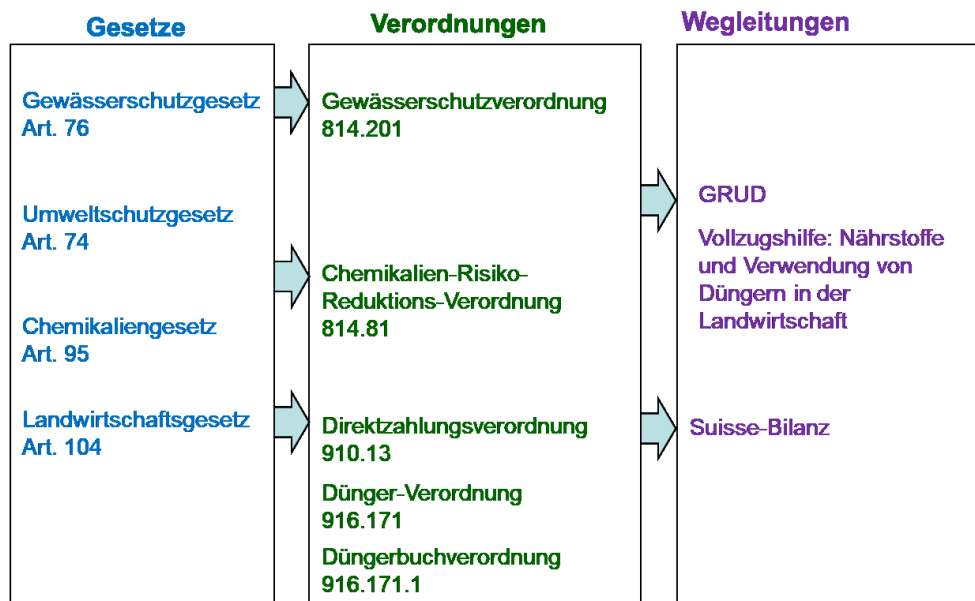 Gesetze
Gewässerschutzgesetz
Art. 76
Umweltschutzgesetz
Art. 74
Chemikaliengesetz
Art. 95
Landwirtschaftsgesetz
Art. 104
Verordnungen
Gewässerschutzverordnung
814.201
Chemikalien-Risiko-
Reduktions-Verordnung
814.81
Direktzahlungsverordnung
910.13
Dünger-Verordnung
916.171
Düngerbuchverordnung
916.171.1
Wegleitungen
GRUD
Vollzugshilfe: Nährstoffe
und Verwendung von
Düngern in der
Landwirtschaft
Suisse-Bilanz